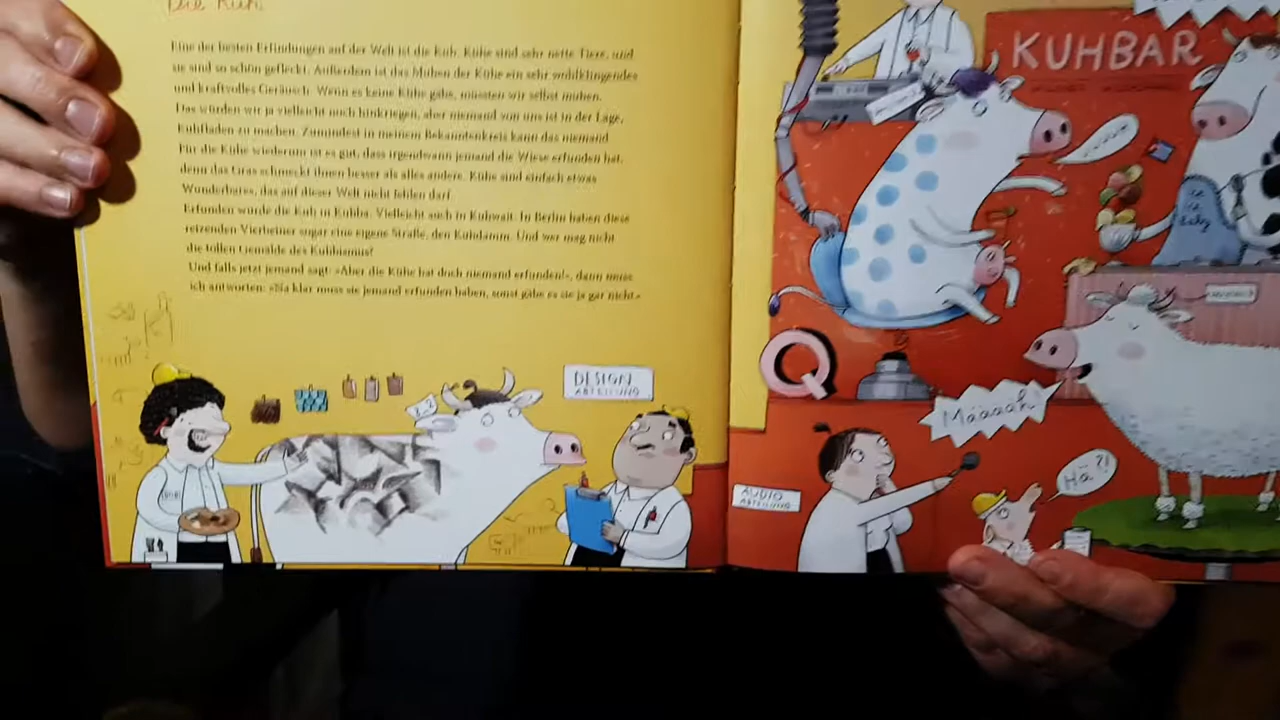 Die Kuh
Eine der besten Erfindungen auf der Welt ist die Kuh. Kühe sind sehr nette Tiere, und
sie sind so schön gefleckt. Außerdem ist das Muhen der Kühe ein sehr wohlklingendes
und kraftvolles Geräusch. Wenn es keine Kühe gäbe, müssten wir selbst muhen.
Das würden wir ja vielleicht noch hinkriegen, aber niemand von uns ist in der Lage,
Kuhfladen zu machen. Zumindest in meinem Bekanntenkreis kann das niemand.
Für die Kühe wiederum ist es gut, dass irgendwann jemand die Wiese erfunden hat,
denn das Gras schmeckt ihnen besser als alles andere. Kühe sind einfach etwas
Wunderbares, das auf dieser Welt nicht fehlen darf.
Erfunden wurde die Kuh in Kuhba. Vielleicht auch in Kuhwait. In Berlin haben diese
reizenden Vierbeiner sogar eine eigene Straße, den Kuhdamm. Und wer mag nicht
die tollen Gemälde des Kuhbismus?
Und falls jetzt jemand sagt: »Aber die Kühe hat doch niemand erfunden!«, dann muss
ich antworten: »Na klar muss sie jemand erfunden haben, sonst gäbe es sie ja gar nicht.«
DESIGN
ABTEILUNG
KUHBAR
Q
Määääh
AUDIO
ABTEILUNG
Hä?!